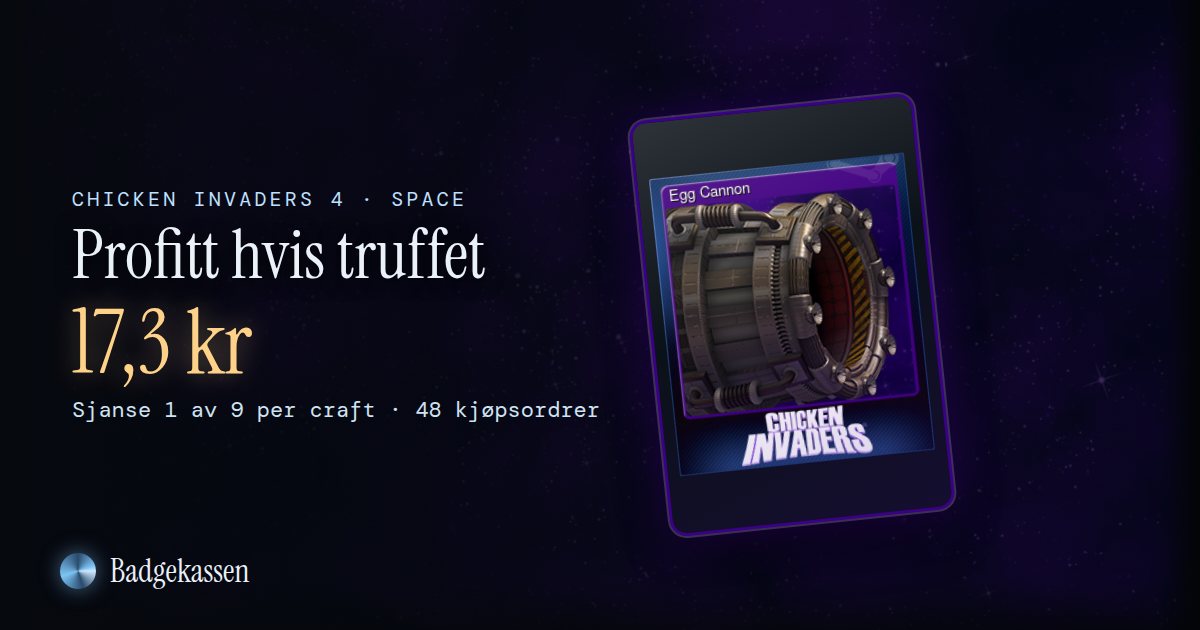 CHICKEN INVADERS 4 · SPACE
Profitt hvis truffet
17,3 kr
Sjanse 1 av 9 per craft · 48 kjøpsordrer
Badgekassen
Egg Cannon
CHICKEN
INVADERS